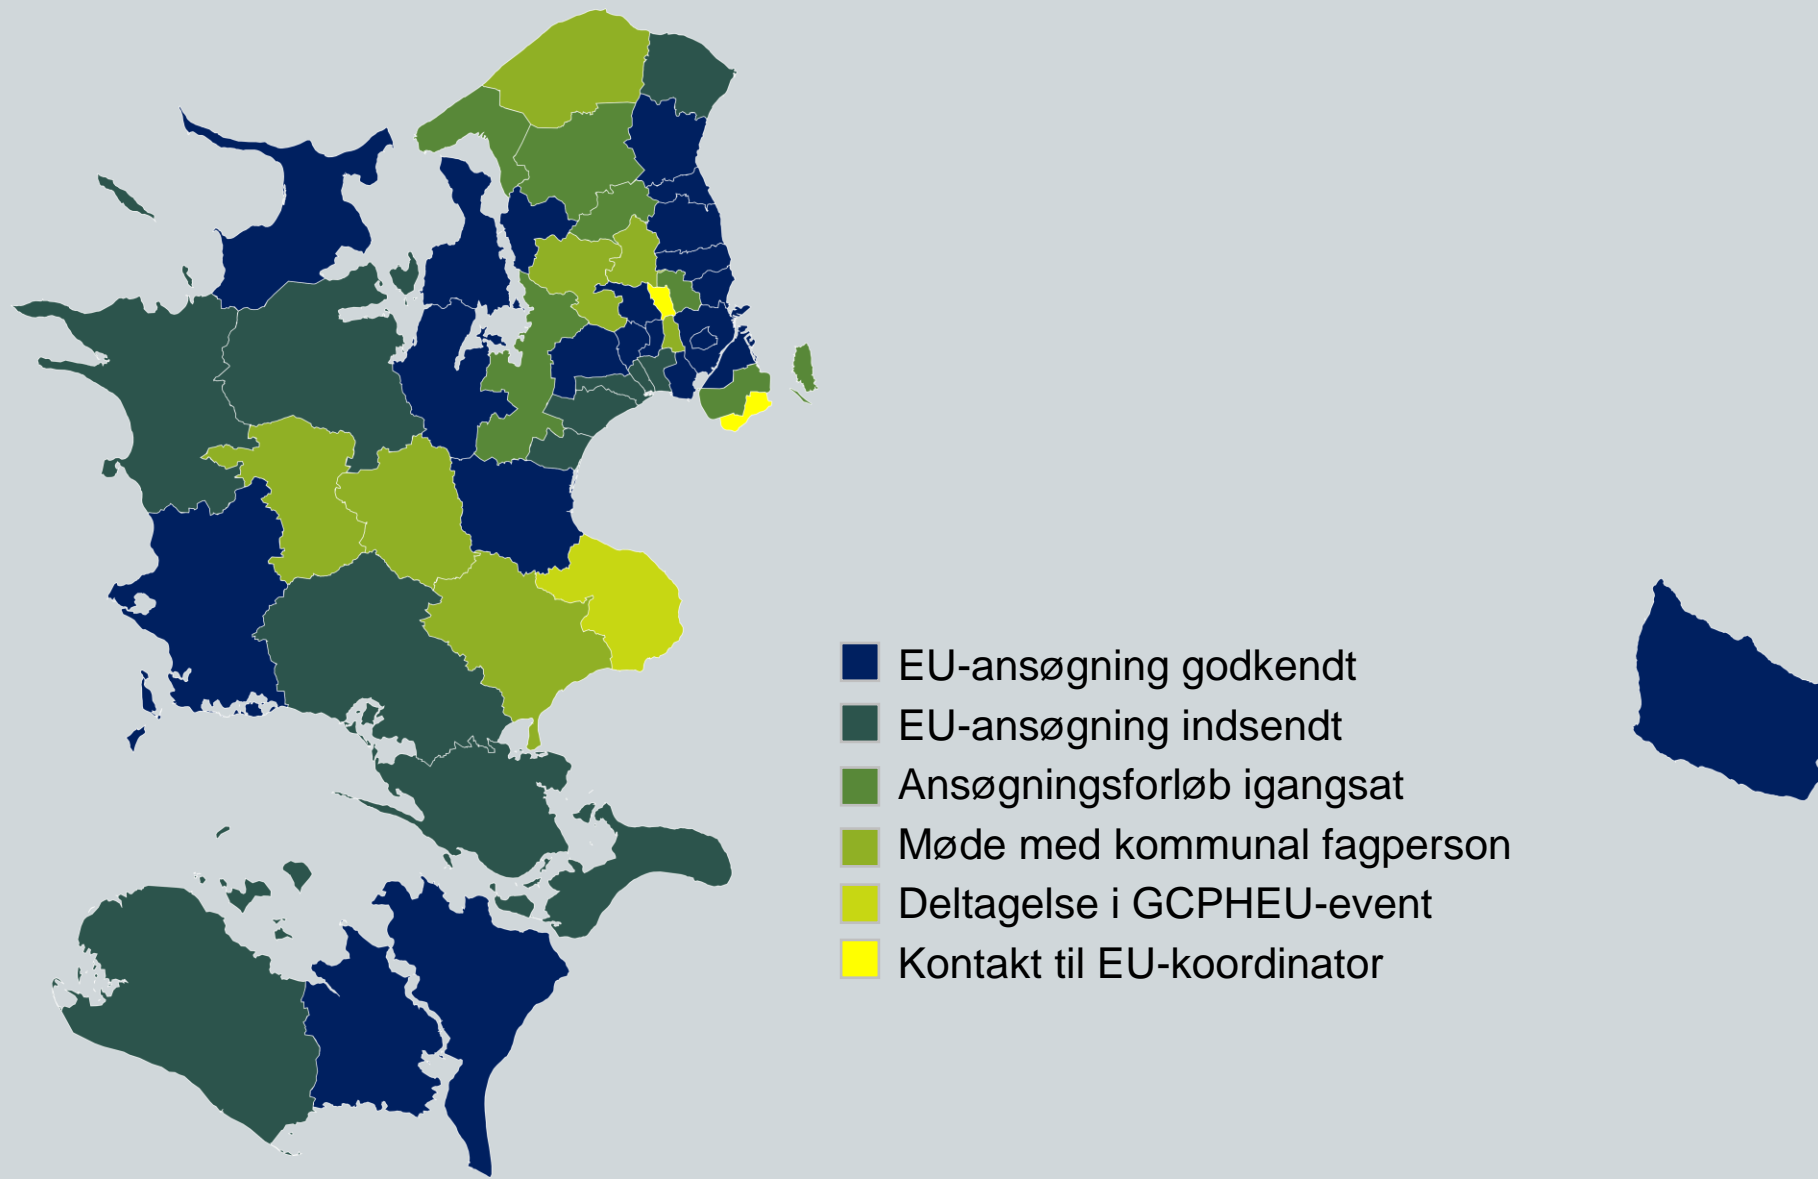 EU-ansøgning godkendt
EU-ansøgning indsendt
Ansøgningsforløb igangsat
Møde med kommunal fagperson
Deltagelse i GCPHEU-event
Kontakt til EU-koordinator